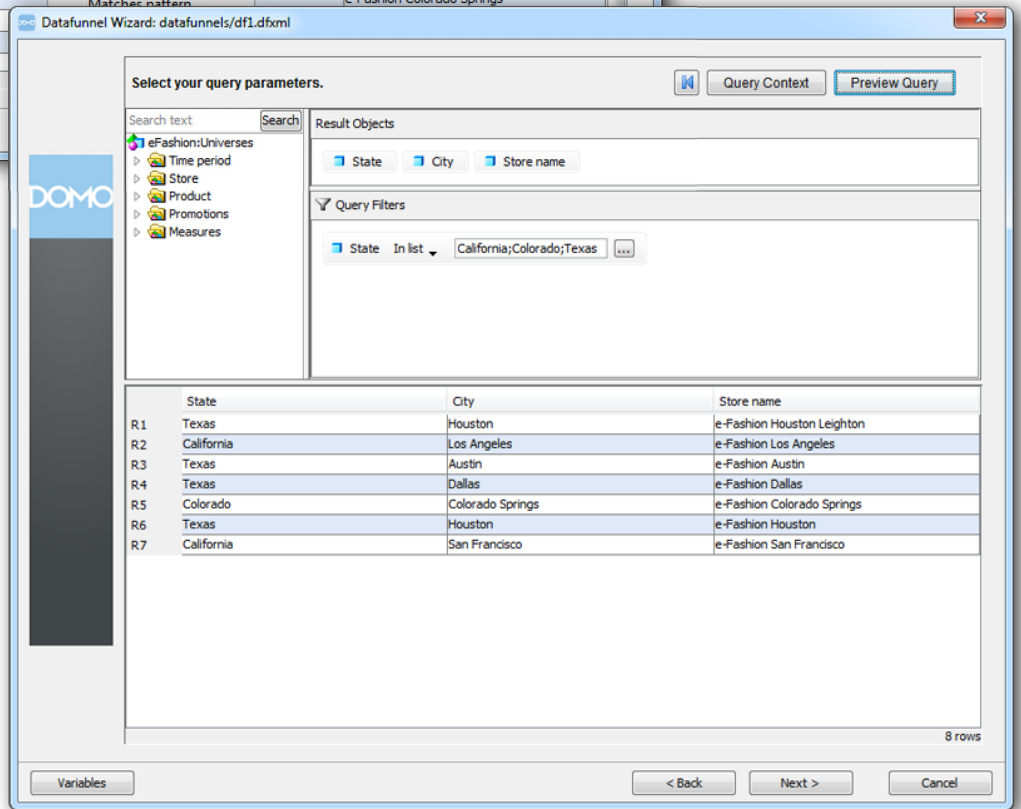 Matches pattern e-Fashion Colorado Springs
Datafunnel Wizard: datafunnels/df1.dfxml
Select your query parameters. Query Context Preview Query
Search text Search Result Objects
eFashion:Universes
Time period State City Store name
Store
Product Query Filters
Promotions
Measures
State In list California;Colorado;Texas ...
DOMO
State City Store name
R1 Texas Houston e-Fashion Houston Leighton
R2 California Los Angeles e-Fashion Los Angeles
R3 Texas Austin e-Fashion Austin
R4 Texas Dallas e-Fashion Dallas
R5 Colorado Colorado Springs e-Fashion Colorado Springs
R6 Texas Houston e-Fashion Houston
R7 California San Francisco e-Fashion San Francisco
8 rows
Variables < Back Next > Cancel